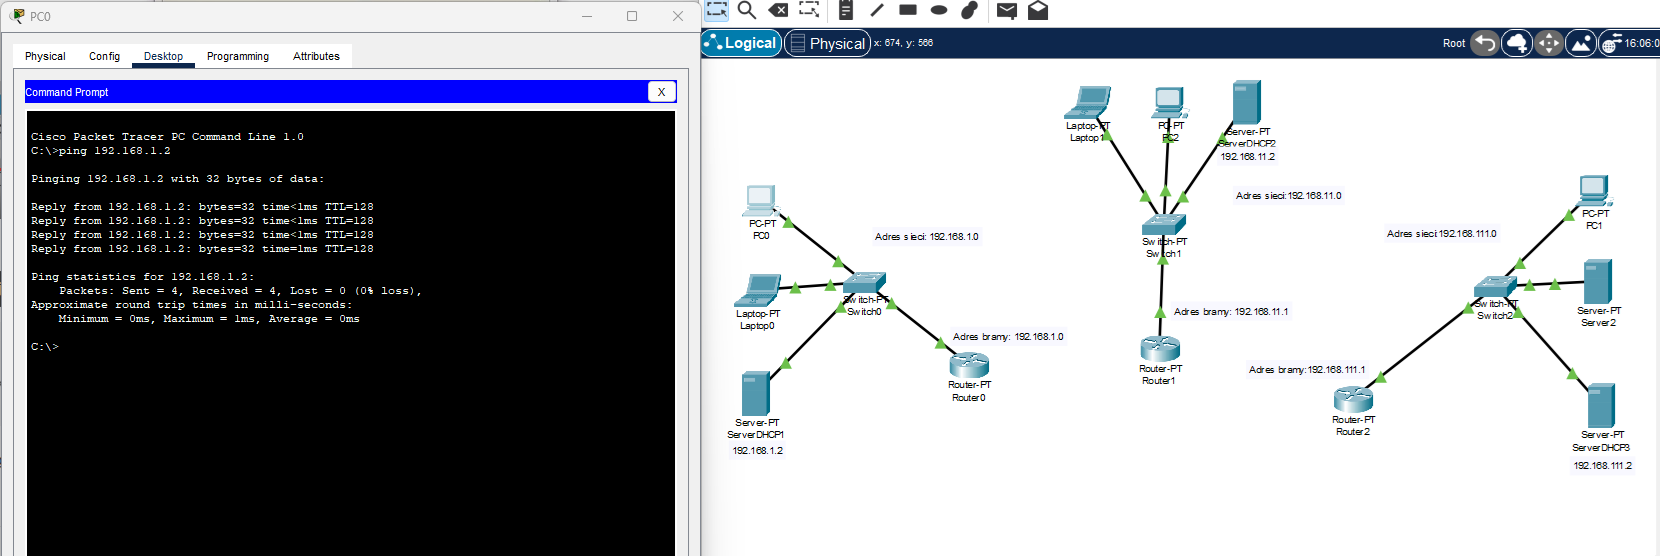 PC0
Physical Config Desktop Programming Attributes
Command Prompt
X
Cisco Packet Tracer PC Command Line 1.0
C:\>ping 192.168.1.2
Pinging 192.168.1.2 with 32 bytes of data:
Reply from 192.168.1.2: bytes=32 time<1ms TTL=128
Reply from 192.168.1.2: bytes=32 time<1ms TTL=128
Reply from 192.168.1.2: bytes=32 time<1ms TTL=128
Reply from 192.168.1.2: bytes=32 time=1ms TTL=128
Ping statistics for 192.168.1.2:
Packets: Sent = 4, Received = 4, Lost = 0 (0% loss),
Approximate round trip times in milli-seconds:
Minimum = 0ms, Maximum = 1ms, Average = 0ms
C:\>
Logical Physical x: 674, y: 566
Root 16:06:0
PC-PT
PC0
Adres sieci: 192.168.1.0
Laptop-PT
Laptop0
Switch-PT
Switch0
Adres bramy: 192.168.1.0
Router-PT
Router0
Server-PT
ServerDHCP1
192.168.1.2
Laptop-PT
Laptop1
PC-PT
PC2
Server-PT
ServerDHCP2
192.168.11.2
Adres sieci:192.168.11.0
Switch-PT
Switch1
Adres bramy: 192.168.11.1
Router-PT
Router1
PC-PT
PC1
Adres sieci:192.168.111.0
Switch-PT
Switch2
Server-PT
Server2
Adres bramy:192.168.111.1
Router-PT
Router2
Server-PT
ServerDHCP3
192.168.111.2